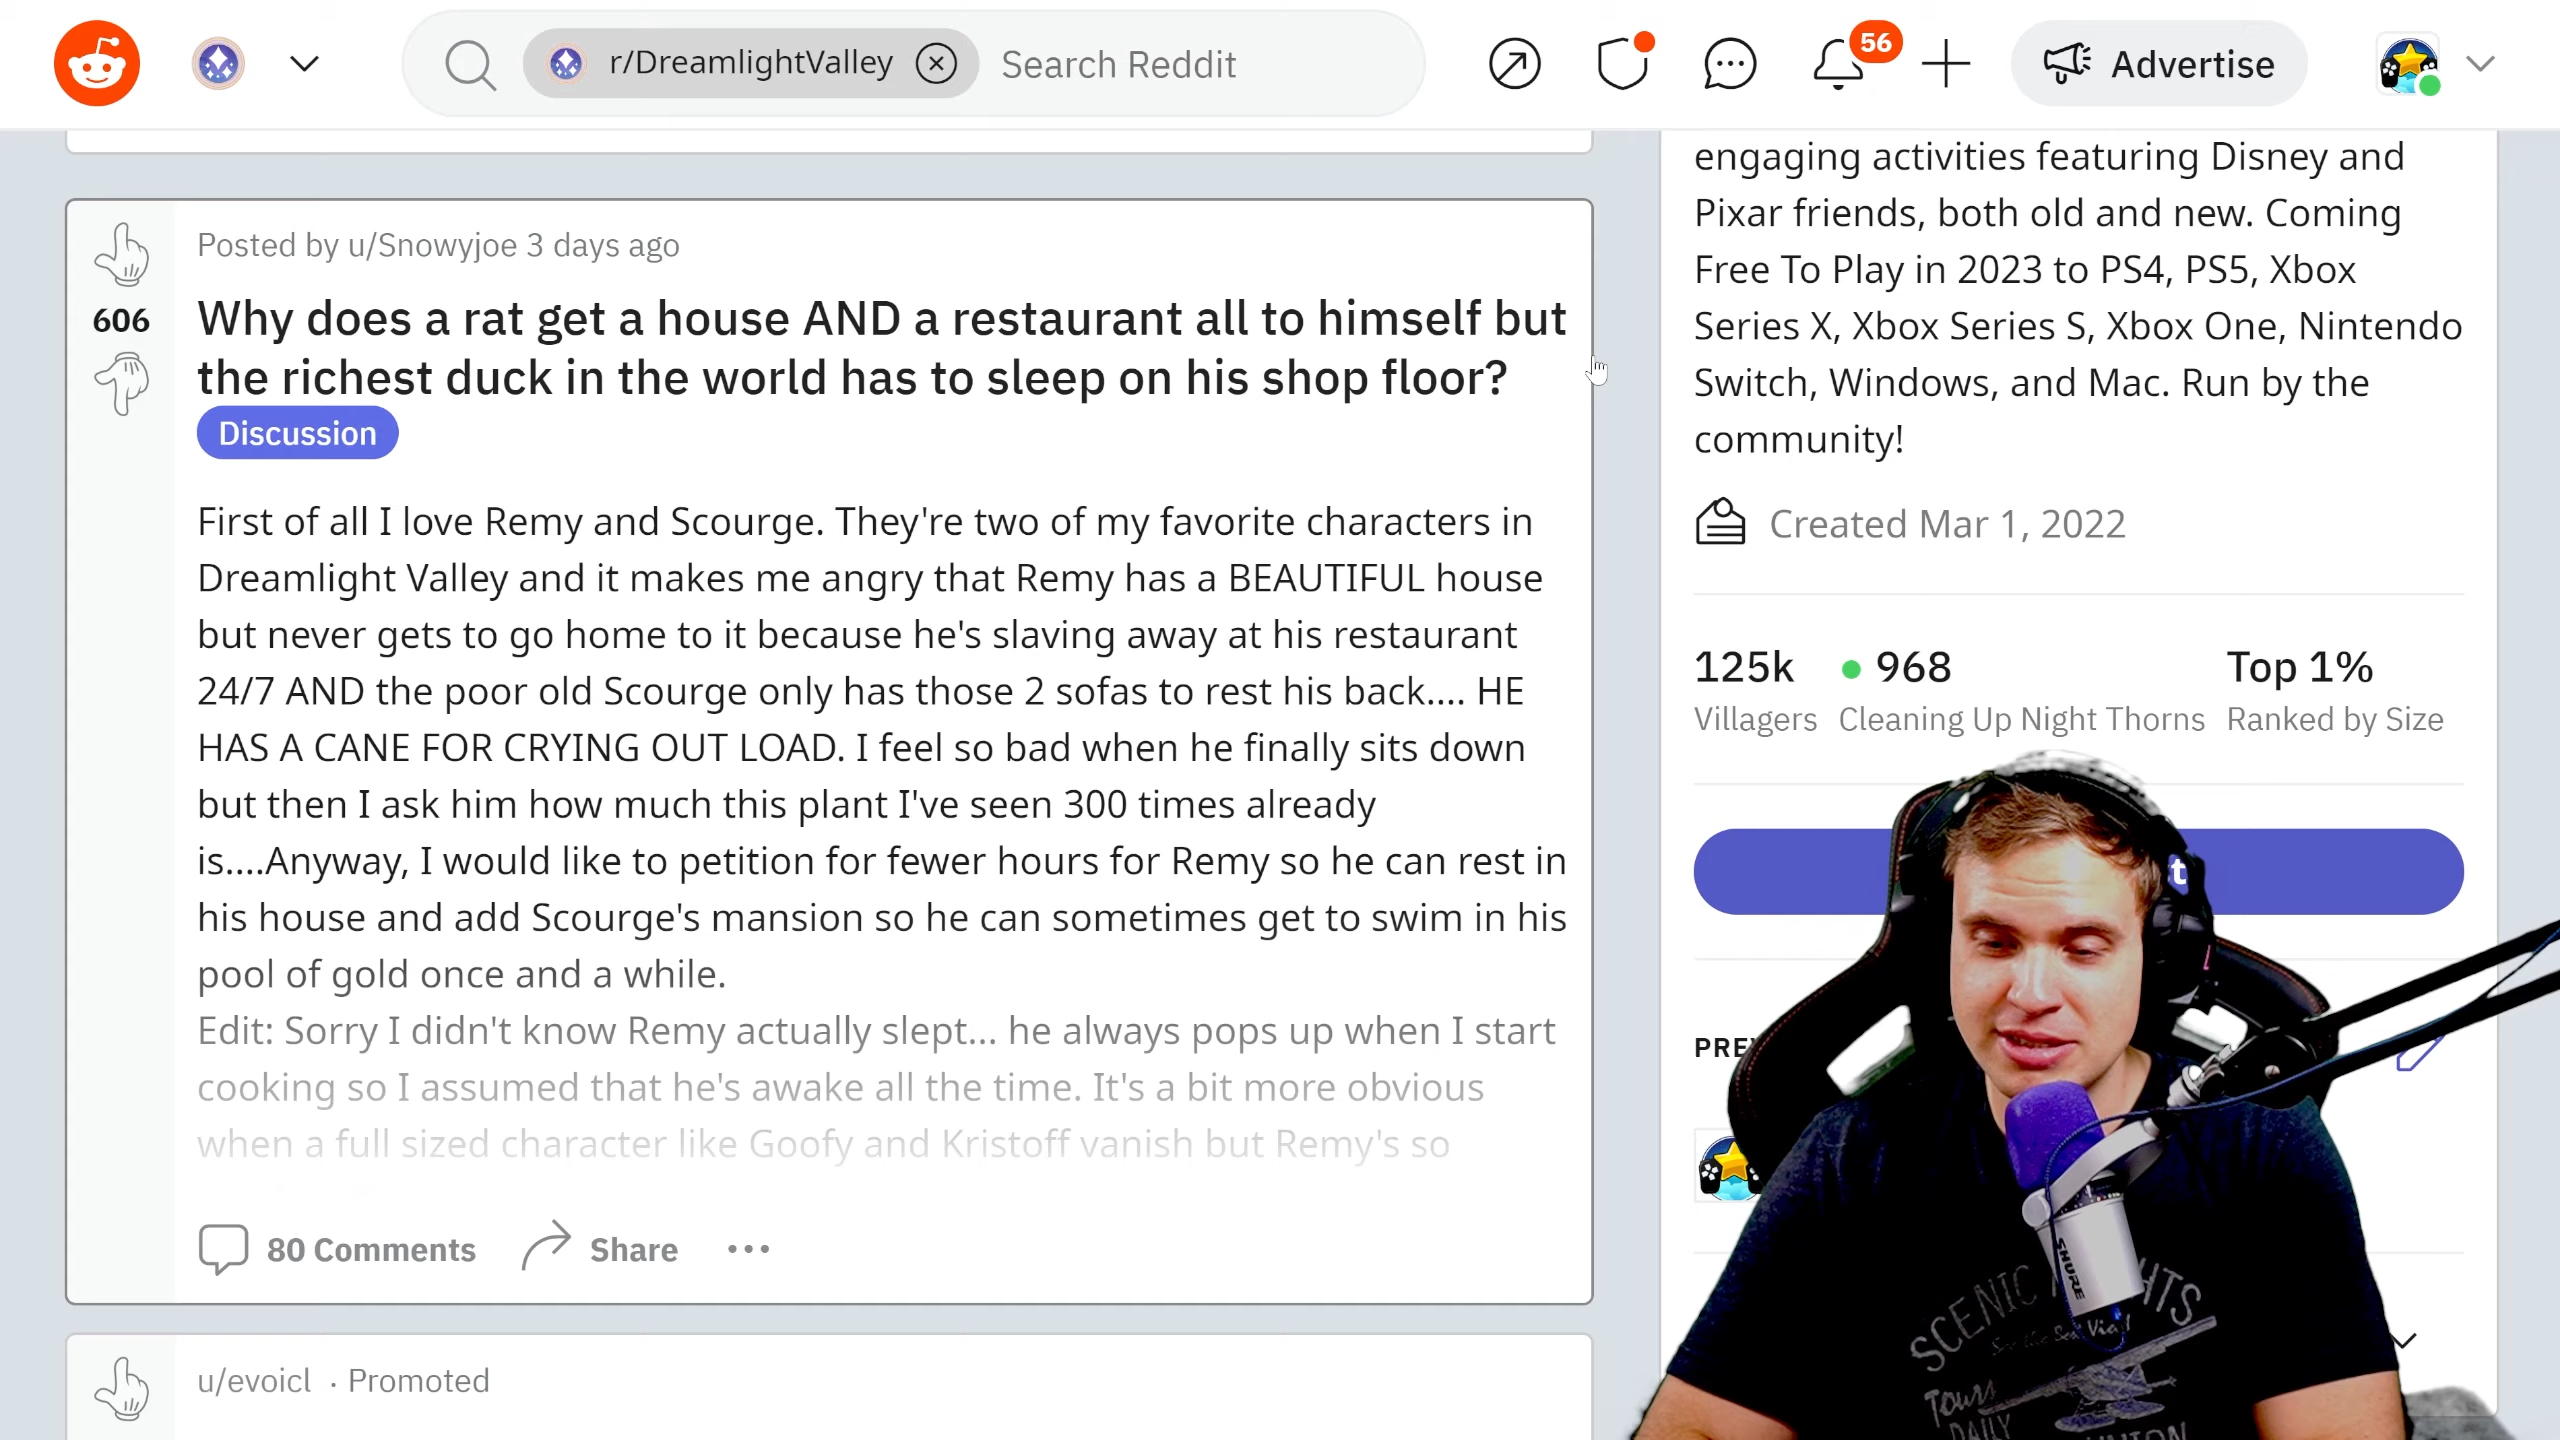 r/DreamlightValley Search Reddit
56
Advertise
Posted by u/Snowyjoe 3 days ago
606
Why does a rat get a house AND a restaurant all to himself but
the richest duck in the world has to sleep on his shop floor?
Discussion
First of all I love Remy and Scourge. They're two of my favorite characters in
Dreamlight Valley and it makes me angry that Remy has a BEAUTIFUL house
but never gets to go home to it because he's slaving away at his restaurant
24/7 AND the poor old Scourge only has those 2 sofas to rest his back.... HE
HAS A CANE FOR CRYING OUT LOAD. I feel so bad when he finally sits down
but then I ask him how much this plant I've seen 300 times already
is....Anyway, I would like to petition for fewer hours for Remy so he can rest in
his house and add Scourge's mansion so he can sometimes get to swim in his
pool of gold once and a while.
Edit: Sorry I didn't know Remy actually slept... he always pops up when I start
cooking so I assumed that he's awake all the time. It's a bit more obvious
when a full sized character like Goofy and Kristoff vanish but Remy's so
80 Comments Share
u/evoicl · Promoted
engaging activities featuring Disney and
Pixar friends, both old and new. Coming
Free To Play in 2023 to PS4, PS5, Xbox
Series X, Xbox Series S, Xbox One, Nintendo
Switch, Windows, and Mac. Run by the
community!
Created Mar 1, 2022
125k 968 Top 1%
Villagers Cleaning Up Night Thorns Ranked by Size
t
PRE
SHURE
SCENIC
Tours
DAILY